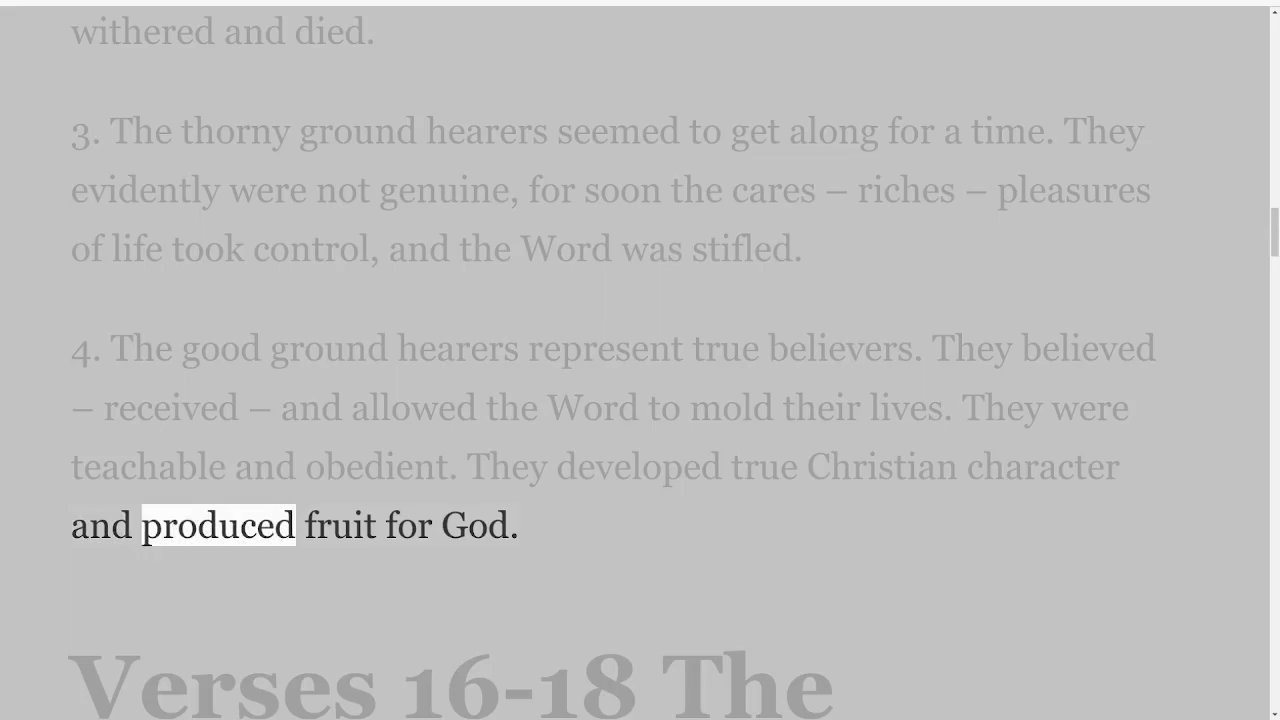 withered and died.
3. The thorny ground hearers seemed to get along for a time. They
evidently were not genuine, for soon the cares – riches – pleasures
of life took control, and the Word was stifled.
4. The good ground hearers represent true believers. They believed
– received – and allowed the Word to mold their lives. They were
teachable and obedient. They developed true Christian character
and produced fruit for God.
Verses 16-18 The